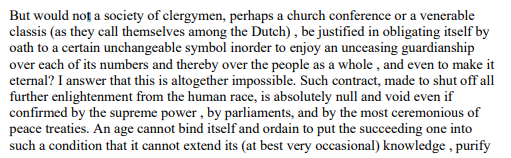 But would not a society of clergymen, perhaps a church conference or a venerable
classis (as they call themselves among the Dutch) , be justified in obligating itself by
oath to a certain unchangeable symbol inorder to enjoy an unceasing guardianship
over each of its numbers and thereby over the people as a whole , and even to make it
eternal? I answer that this is altogether impossible. Such contract, made to shut off all
further enlightenment from the human race, is absolutely null and void even if
confirmed by the supreme power , by parliaments, and by the most ceremonious of
peace treaties. An age cannot bind itself and ordain to put the succeeding one into
such a condition that it cannot extend its (at best very occasional) knowledge , purify